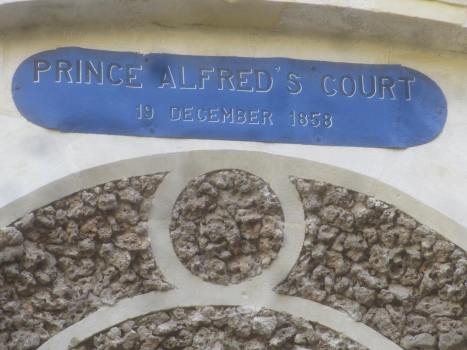 PRINCE ALFRED'S COURT
19 DECEMBER 1858